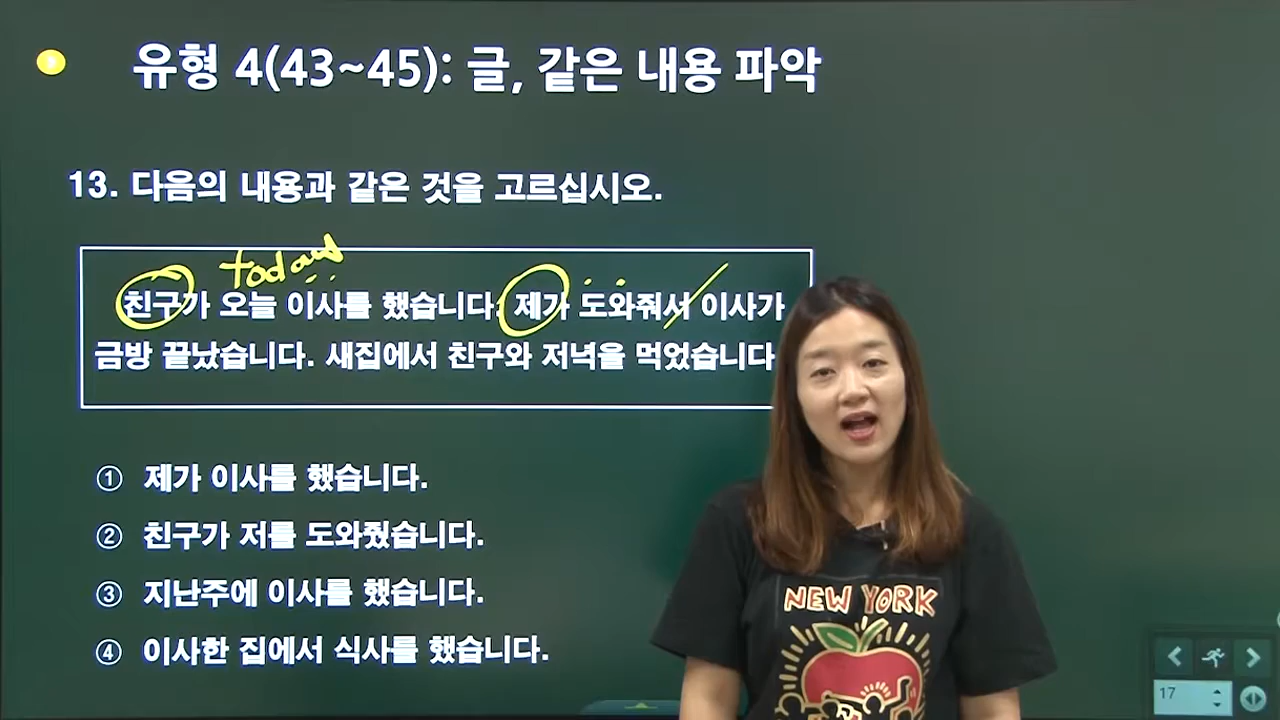 유형 4(43~45): 글, 같은 내용 파악
13. 다음의 내용과 같은 것을 고르십시오.
today
친구가 오늘 이사를 했습니다. 제가 도와줘서 이사가
금방 끝났습니다. 새집에서 친구와 저녁을 먹었습니다
① 제가 이사를 했습니다.
② 친구가 저를 도와줬습니다.
③ 지난주에 이사를 했습니다.
④ 이사한 집에서 식사를 했습니다.
NEW YORK
17